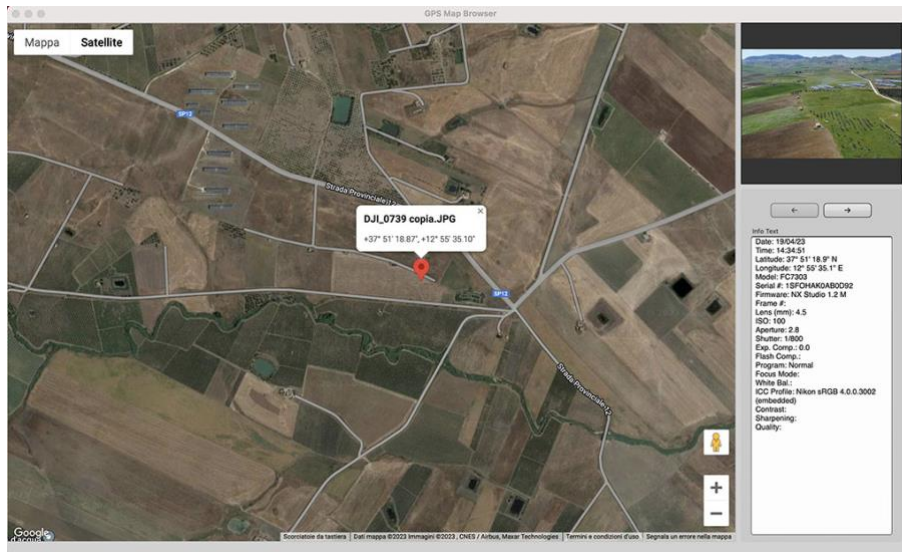 GPS Map Browser
Mappa
Satellite
SP12
Strada Provinciale 12
DJI_0739 copia.JPG
+37° 51' 18.87", +12° 55' 35.10"
SP12
Strada Provinciale 12
Google
d'acqua
Scorciatoie da tastiera
Dati mappa ©2023 Immagini ©2023 , CNES / Airbus, Maxar Technologies
Termini e condizioni d'uso
Segnala un errore nella mappa
Info Text
Date: 19/04/23
Time: 14:34:51
Latitude: 37° 51' 18.9" N
Longitude: 12° 55' 35.1" E
Model: FC7303
Serial #: 1SFOHAK0AB0D92
Firmware: NX Studio 1.2 M
Frame #:
Lens (mm): 4.5
ISO: 100
Aperture: 2.8
Shutter: 1/800
Exp. Comp.: 0.0
Flash Comp.:
Program: Normal
Focus Mode:
White Bal.:
ICC Profile: Nikon sRGB 4.0.0.3002
(embedded)
Contrast:
Sharpening:
Quality: